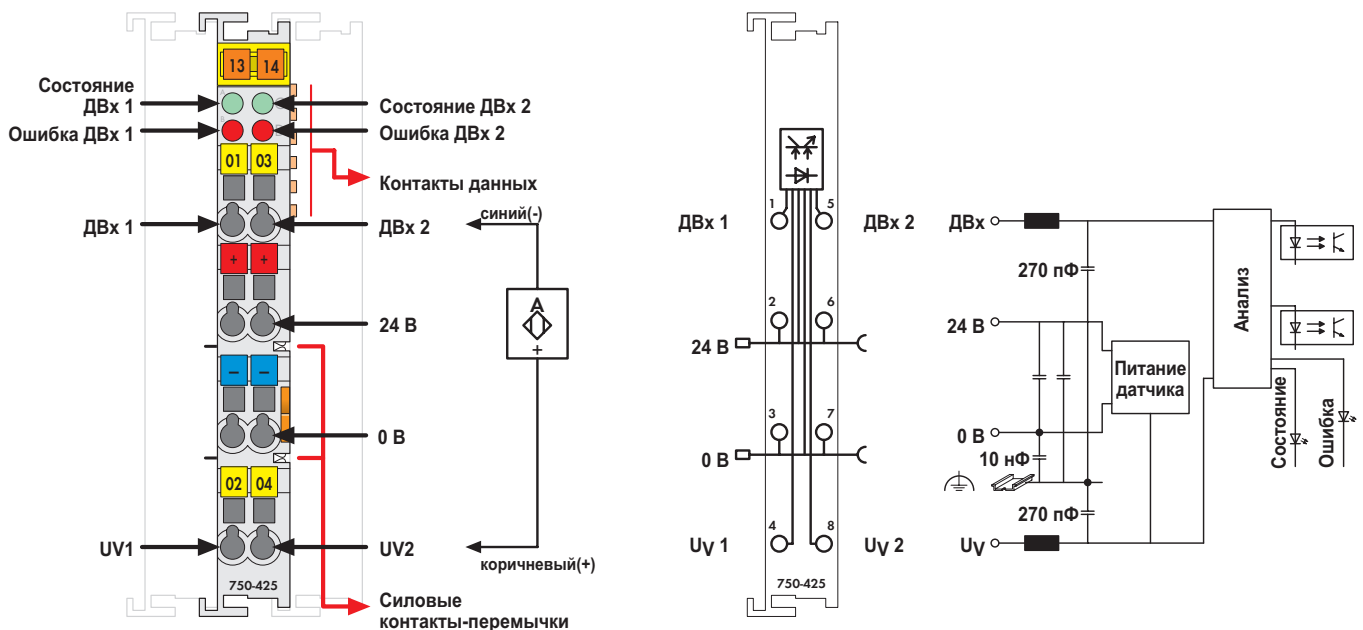 13 14
Состояние
ДВх 1
Состояние ДВх 2
Ошибка ДВх 1
Ошибка ДВх 2
01 03
Контакты данных
ДВх 1
ДВх 2
синий(-)
+ +
A
+
24 В
– –
0 В
02 04
UV1
UV2
коричневый(+)
750-425
Силовые
контакты-перемычки
1 5
ДВх 1
ДВх 2
2 6
24 В
3 7
0 В
4 8
UV 1
UV 2
750-425
ДВх
270 пФ
24 В
Питание
датчика
0 В
10 нФ
270 пФ
UV
Анализ
Состояние
Ошибка